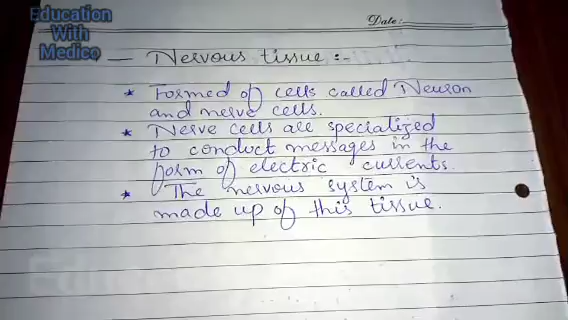 Education
With
Medico
Date:
— Nervous tissue :-
* Formed of cells called Neuron
and nerve cells.
* Nerve cells are specialized
to conduct messages in the
form of electric currents.
* The nervous system is
made up of this tissue.